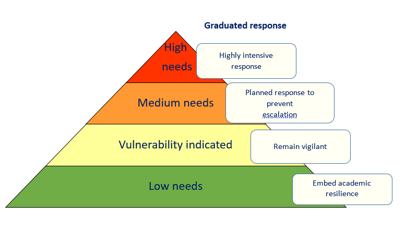 Graduated response
High
needs
Highly intensive
response
Medium needs
Planned response to
prevent
escalation
Vulnerability indicated
Remain vigilant
Low needs
Embed academic
resilience